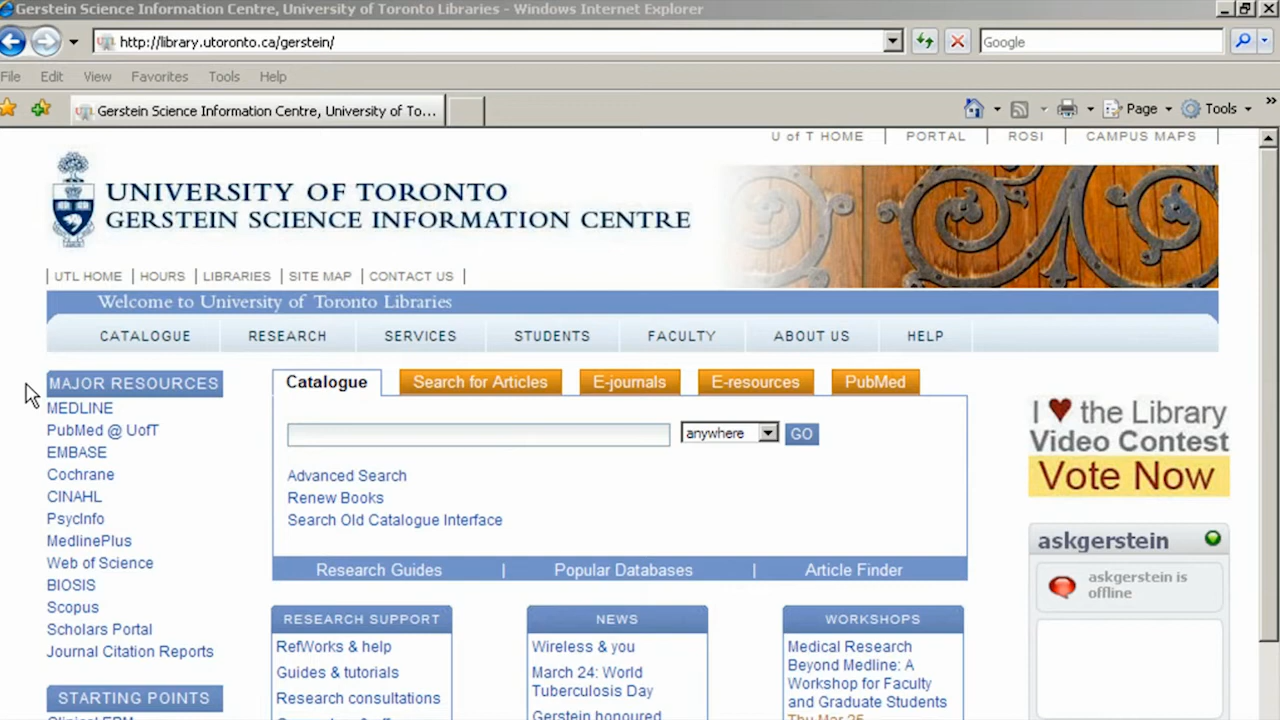 Gerstein Science Information Centre, University of Toronto Libraries - Windows Internet Explorer
http://library.utoronto.ca/gerstein/
Google
File Edit View Favorites Tools Help
Gerstein Science Information Centre, University of To...
Page Tools
U of T HOME | PORTAL | ROSI | CAMPUS MAPS |
UNIVERSITY OF TORONTO
GERSTEIN SCIENCE INFORMATION CENTRE
| UTL HOME | HOURS | LIBRARIES | SITE MAP | CONTACT US |
Welcome to University of Toronto Libraries
CATALOGUE RESEARCH SERVICES STUDENTS FACULTY ABOUT US HELP
MAJOR RESOURCES
MEDLINE
PubMed @ UofT
EMBASE
Cochrane
CINAHL
PsycInfo
MedlinePlus
Web of Science
BIOSIS
Scopus
Scholars Portal
Journal Citation Reports
STARTING POINTS
Catalogue Search for Articles E-journals E-resources PubMed
anywhere GO
Advanced Search
Renew Books
Search Old Catalogue Interface
Research Guides | Popular Databases | Article Finder
RESEARCH SUPPORT
RefWorks & help
Guides & tutorials
Research consultations
NEWS
Wireless & you
March 24: World
Tuberculosis Day
Gerstein honoured
WORKSHOPS
Medical Research
Beyond Medline: A
Workshop for Faculty
and Graduate Students
Thu Mar 25
I the Library
Video Contest
Vote Now
askgerstein
askgerstein is
offline